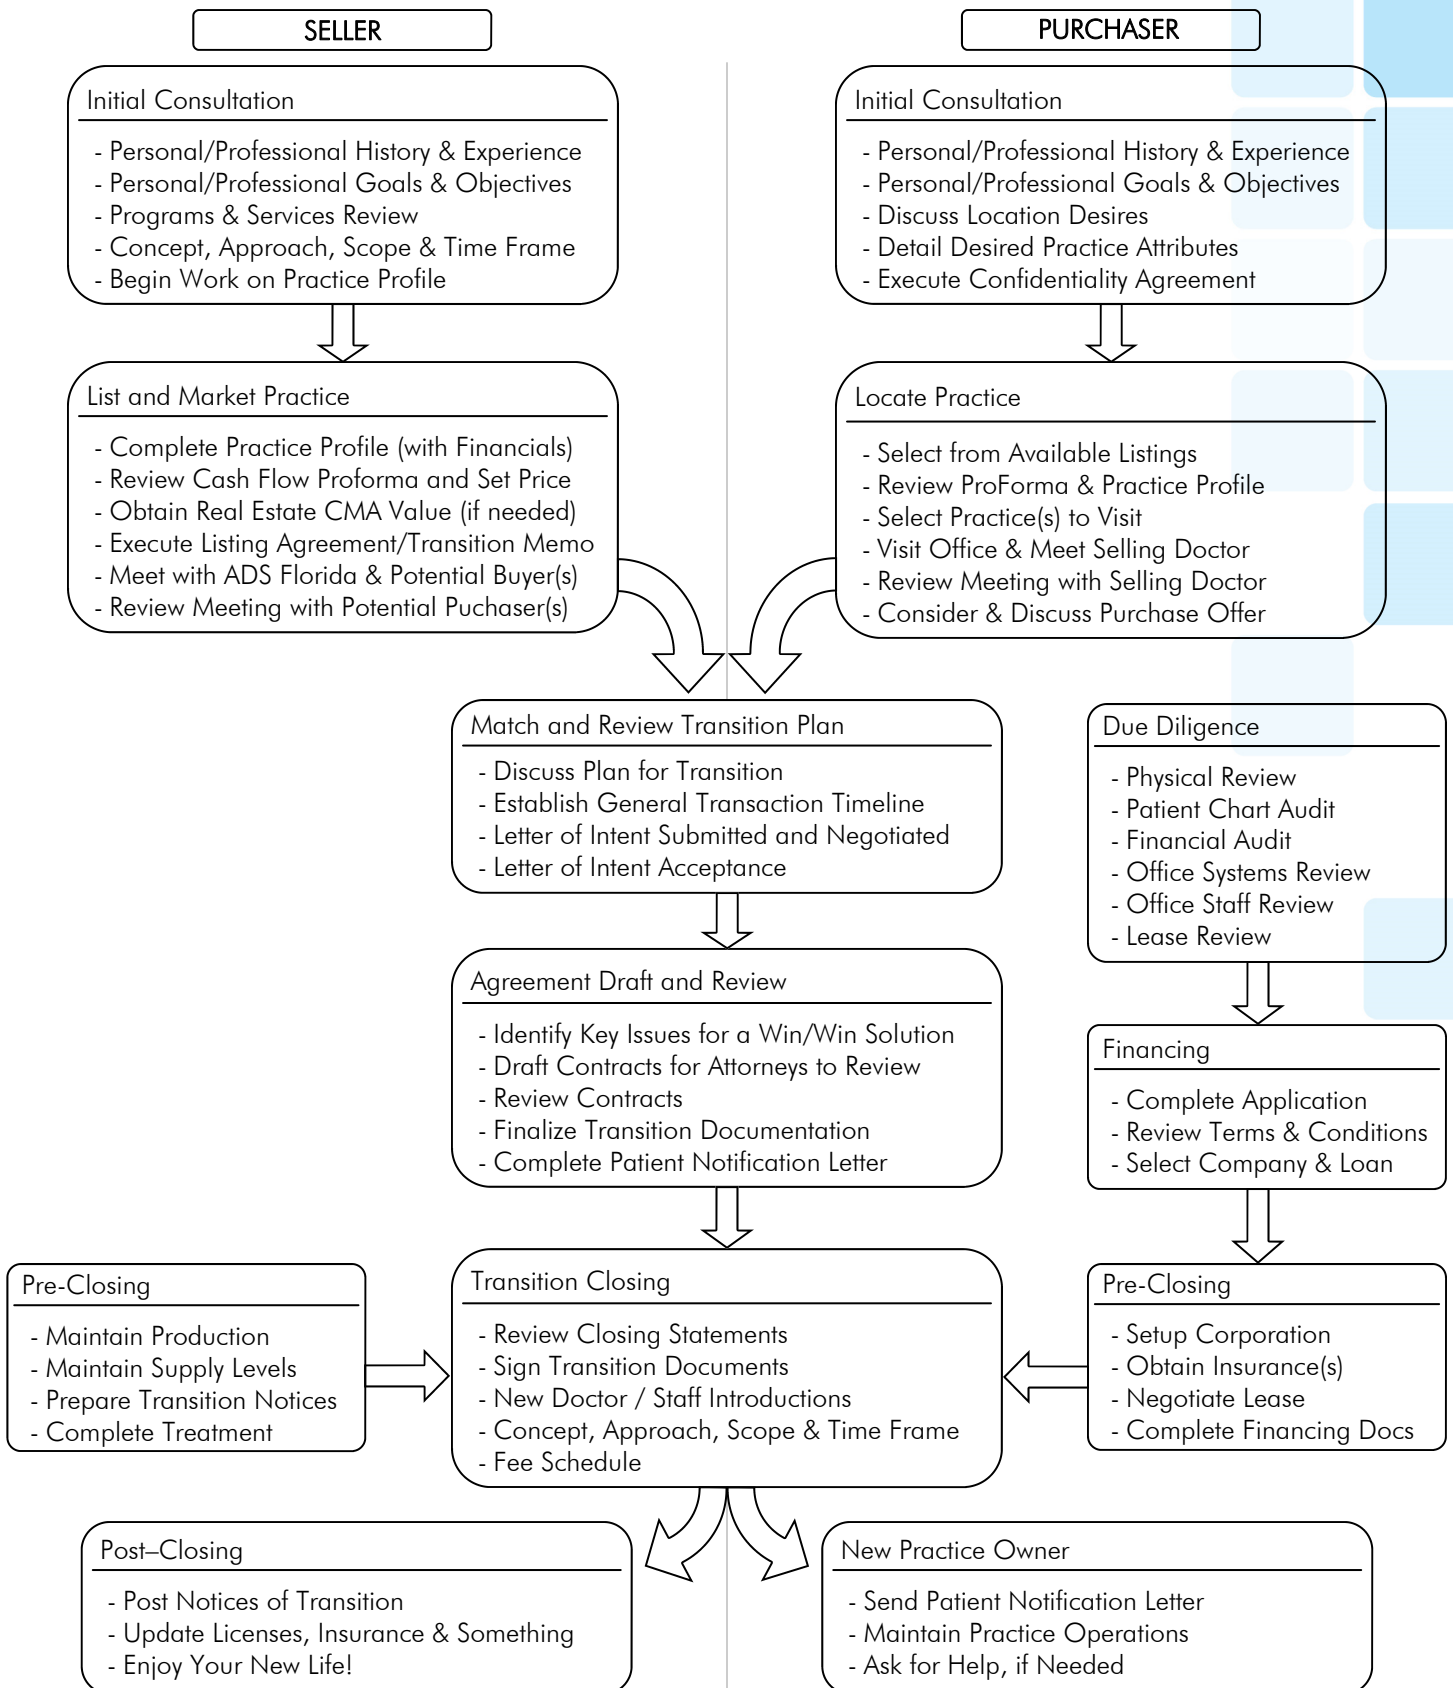 SELLER
Initial Consultation
- Personal/Professional History & Experience
- Personal/Professional Goals & Objectives
- Programs & Services Review
- Concept, Approach, Scope & Time Frame
- Begin Work on Practice Profile
List and Market Practice
- Complete Practice Profile (with Financials)
- Review Cash Flow Proforma and Set Price
- Obtain Real Estate CMA Value (if needed)
- Execute Listing Agreement/Transition Memo
- Meet with ADS Florida & Potential Buyer(s)
- Review Meeting with Potential Puchaser(s)
PURCHASER
Initial Consultation
- Personal/Professional History & Experience
- Personal/Professional Goals & Objectives
- Discuss Location Desires
- Detail Desired Practice Attributes
- Execute Confidentiality Agreement
Locate Practice
- Select from Available Listings
- Review ProForma & Practice Profile
- Select Practice(s) to Visit
- Visit Office & Meet Selling Doctor
- Review Meeting with Selling Doctor
- Consider & Discuss Purchase Offer
Match and Review Transition Plan
- Discuss Plan for Transition
- Establish General Transaction Timeline
- Letter of Intent Submitted and Negotiated
- Letter of Intent Acceptance
Due Diligence
- Physical Review
- Patient Chart Audit
- Financial Audit
- Office Systems Review
- Office Staff Review
- Lease Review
Agreement Draft and Review
- Identify Key Issues for a Win/Win Solution
- Draft Contracts for Attorneys to Review
- Review Contracts
- Finalize Transition Documentation
- Complete Patient Notification Letter
Financing
- Complete Application
- Review Terms & Conditions
- Select Company & Loan
Pre-Closing
- Maintain Production
- Maintain Supply Levels
- Prepare Transition Notices
- Complete Treatment
Transition Closing
- Review Closing Statements
- Sign Transition Documents
- New Doctor / Staff Introductions
- Concept, Approach, Scope & Time Frame
- Fee Schedule
Pre-Closing
- Setup Corporation
- Obtain Insurance(s)
- Negotiate Lease
- Complete Financing Docs
Post–Closing
- Post Notices of Transition
- Update Licenses, Insurance & Something
- Enjoy Your New Life!
New Practice Owner
- Send Patient Notification Letter
- Maintain Practice Operations
- Ask for Help, if Needed